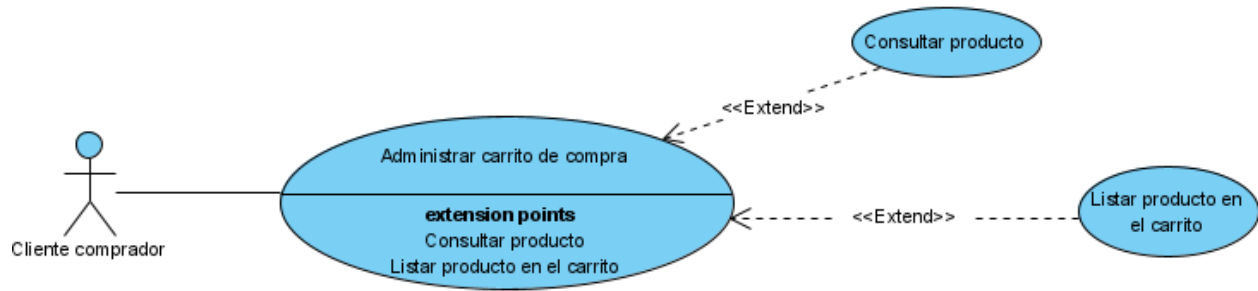 Consultar producto
<<Extend>>
Administrar carrito de compra
extension points
Consultar producto
Listar producto en el carrito
<<Extend>>
Listar producto en
el carrito
Cliente comprador